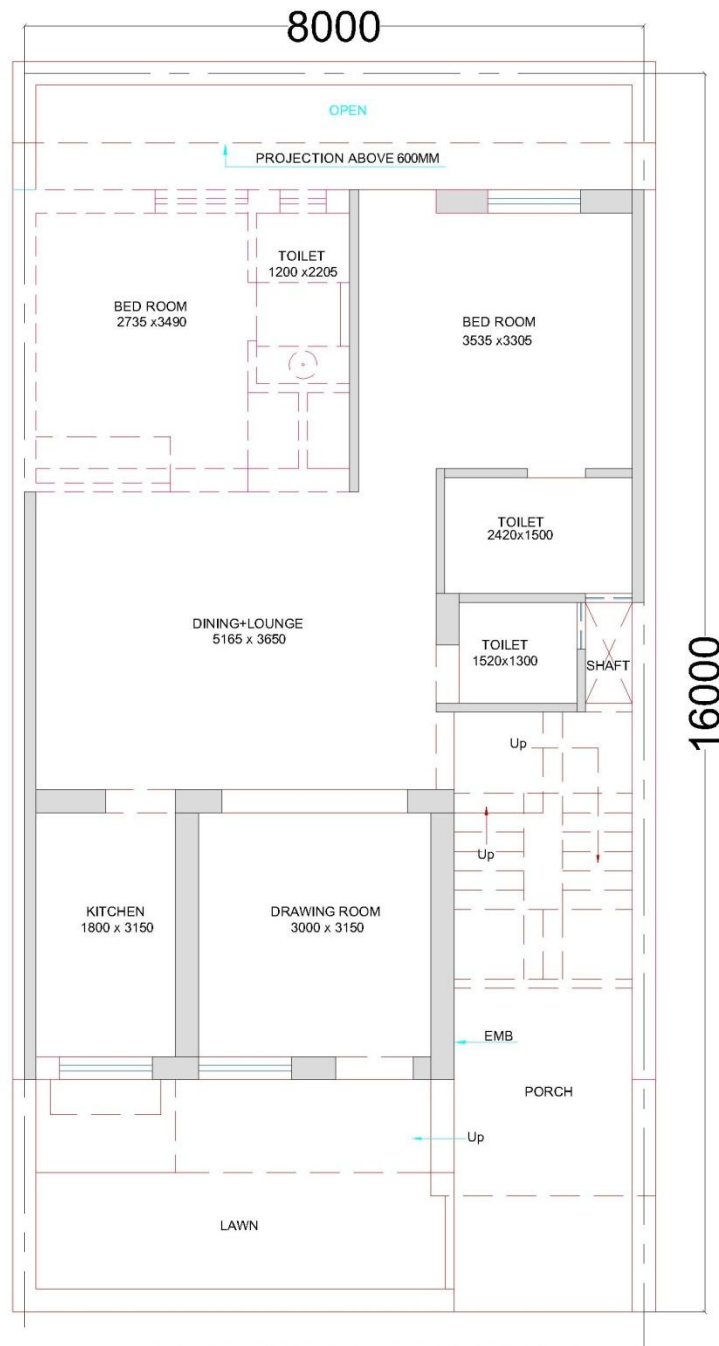 8000
OPEN
PROJECTION ABOVE 600MM
TOILET
1200 x2205
BED ROOM
2735 x3490
BED ROOM
3535 x3305
TOILET
2420x1500
DINING+LOUNGE
5165 x 3650
TOILET
1520x1300
SHAFT
16000
Up
Up
KITCHEN
1800 x 3150
DRAWING ROOM
3000 x 3150
EMB
PORCH
Up
LAWN